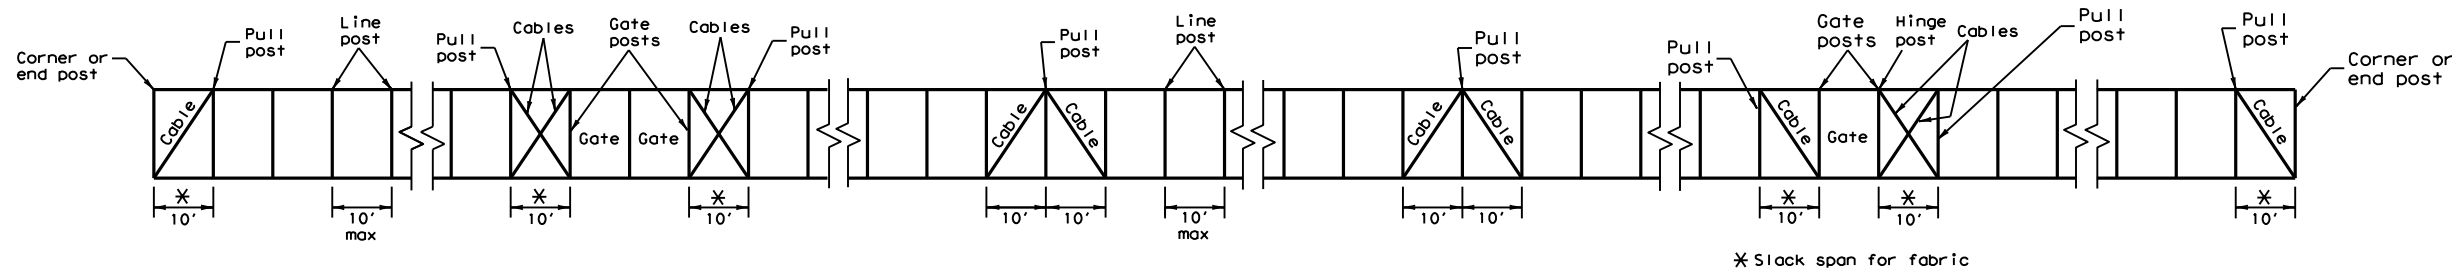 Corner or
end post
Pull
post
Line
post
Pull
post
Cables
Gate
posts
Cables
Pull
post
Pull
post
Line
post
Pull
post
Pull
post
Gate
posts
Hinge
post
Cables
Pull
post
Pull
post
Corner or
end post
Cable
Gate
Gate
Cable
Cable
Cable
Cable
Cable
Gate
Cable
* 10'
10'
max
* 10'
* 10'
10'
10'
10'
max
10'
10'
* 10'
* 10'
* 10'
* Slack span for fabric